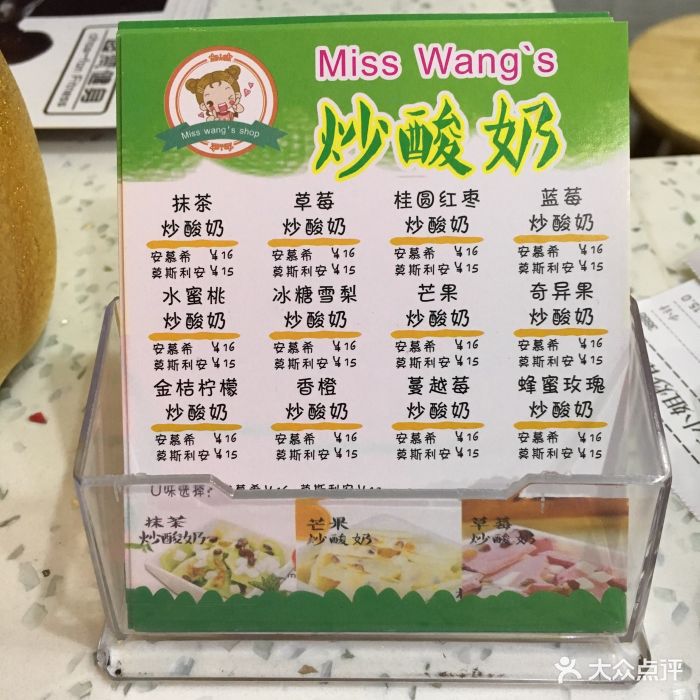 Miss Wang`s
炒酸奶
Miss wang's shop
抹茶 草莓 桂圆红枣 蓝莓
炒酸奶 炒酸奶 炒酸奶 炒酸奶
安慕希 ¥16 安慕希 ¥16 安慕希 ¥16 安慕希 ¥16
莫斯利安 ¥15 莫斯利安 ¥15 莫斯利安 ¥15 莫斯利安 ¥15
水蜜桃 冰糖雪梨 芒果 奇异果
炒酸奶 炒酸奶 炒酸奶 炒酸奶
安慕希 ¥16 安慕希 ¥16 安慕希 ¥16 安慕希 ¥16
莫斯利安 ¥15 莫斯利安 ¥15 莫斯利安 ¥15 莫斯利安 ¥15
金桔柠檬 香橙 蔓越莓 蜂蜜玫瑰
炒酸奶 炒酸奶 炒酸奶 炒酸奶
安慕希 ¥16 安慕希 ¥16 安慕希 ¥16 安慕希 ¥16
莫斯利安 ¥15 莫斯利安 ¥15 莫斯利安 ¥15 莫斯利安 ¥15
抹茶 芒果 草莓
炒酸奶 炒酸奶 炒酸奶
大众点评